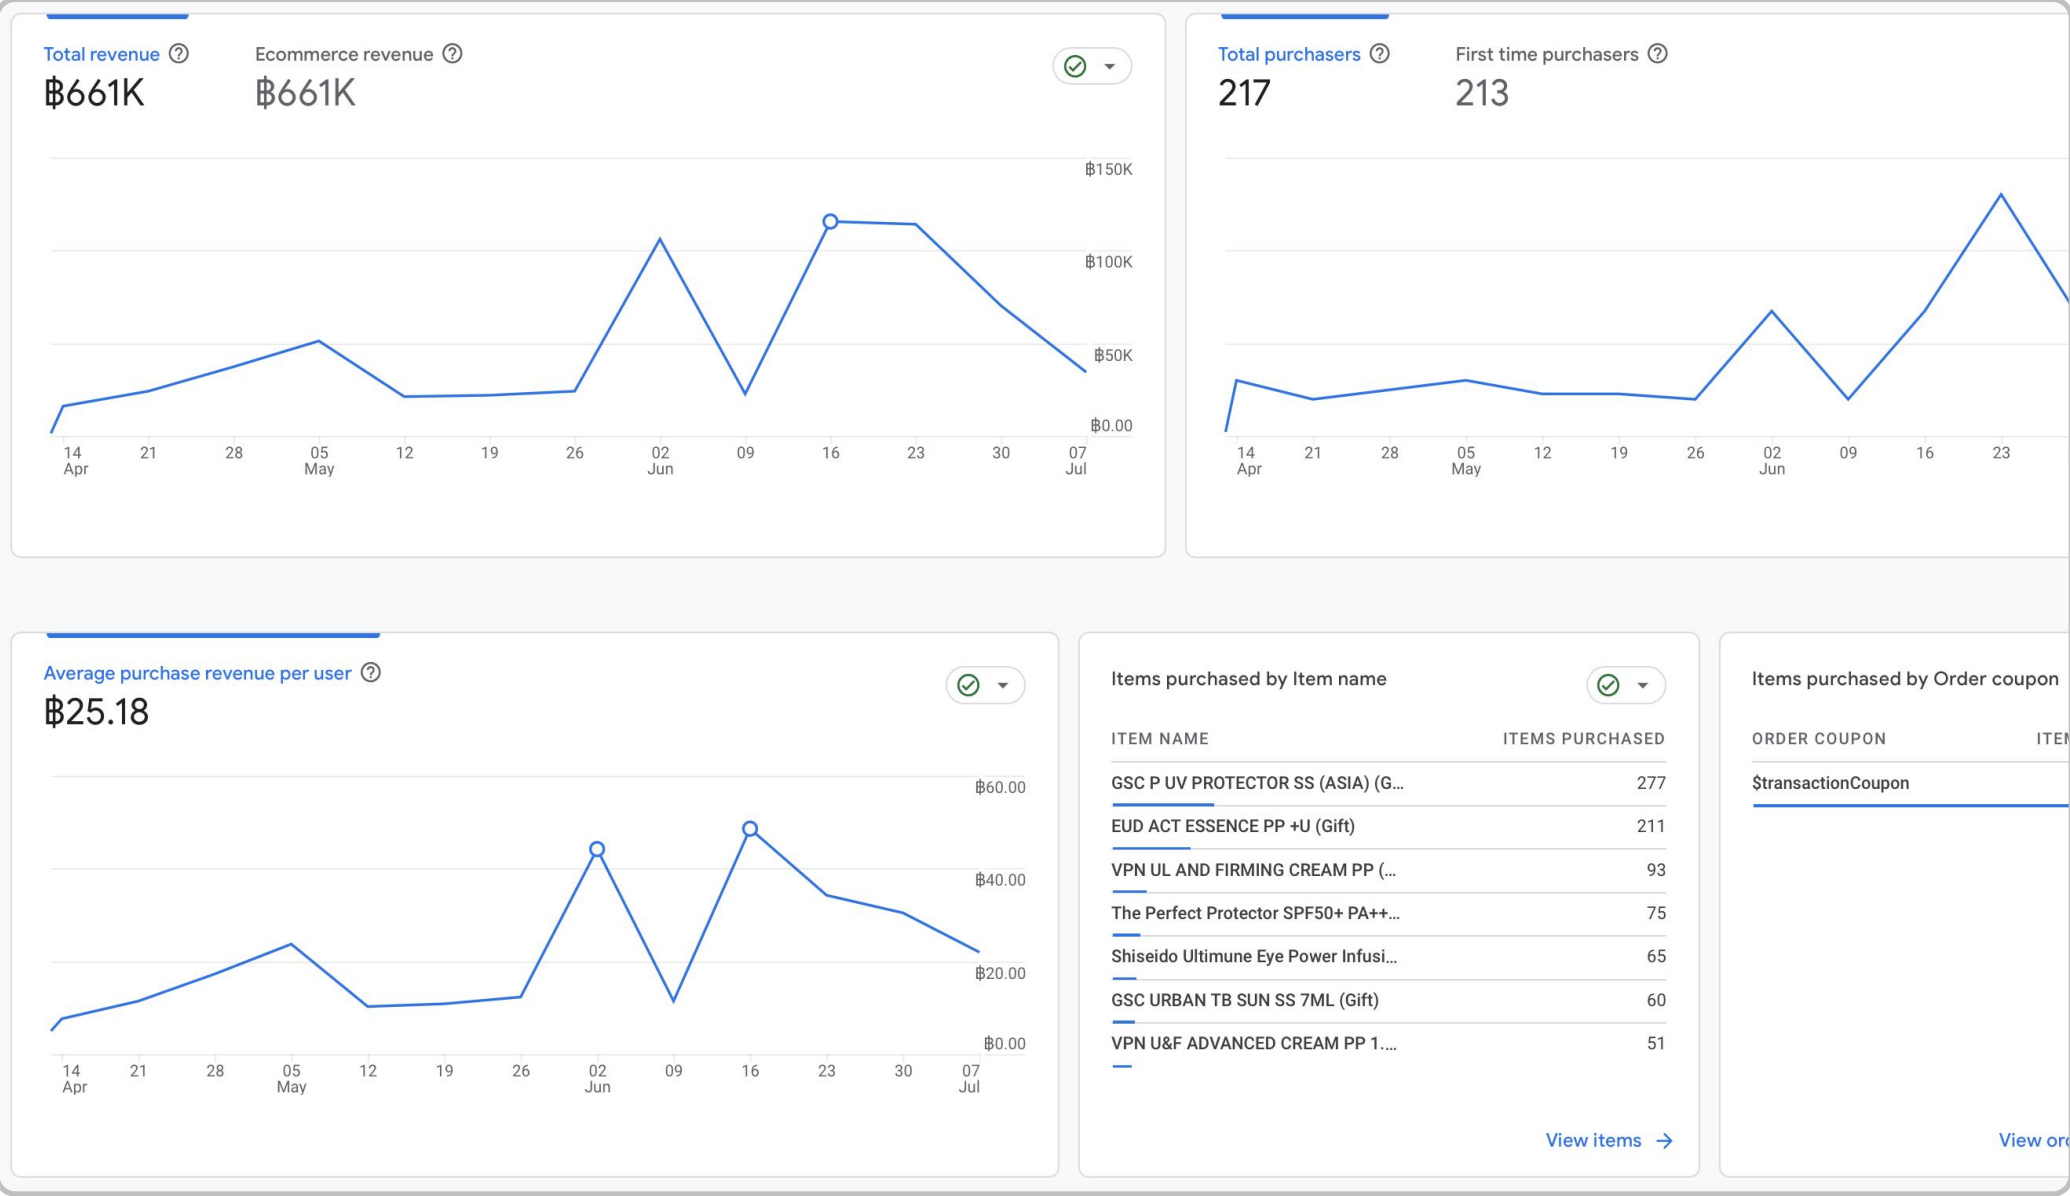 Total revenue
Ecommerce revenue
฿661K
฿661K
฿150K
฿100K
฿50K
฿0.00
14 21 28 05 12 19 26 02 09 16 23 30 07
Apr May Jun Jul
Total purchasers
First time purchasers
217
213
14 21 28 05 12 19 26 02 09 16 23
Apr May Jun
Average purchase revenue per user
฿25.18
฿60.00
฿40.00
฿20.00
฿0.00
14 21 28 05 12 19 26 02 09 16 23 30 07
Apr May Jun Jul
Items purchased by Item name
ITEM NAME ITEMS PURCHASED
GSC P UV PROTECTOR SS (ASIA) (G... 277
EUD ACT ESSENCE PP +U (Gift) 211
VPN UL AND FIRMING CREAM PP (... 93
The Perfect Protector SPF50+ PA++... 75
Shiseido Ultimune Eye Power Infusi... 65
GSC URBAN TB SUN SS 7ML (Gift) 60
VPN U&F ADVANCED CREAM PP 1.... 51
View items
Items purchased by Order coupon
ORDER COUPON
$transactionCoupon
View